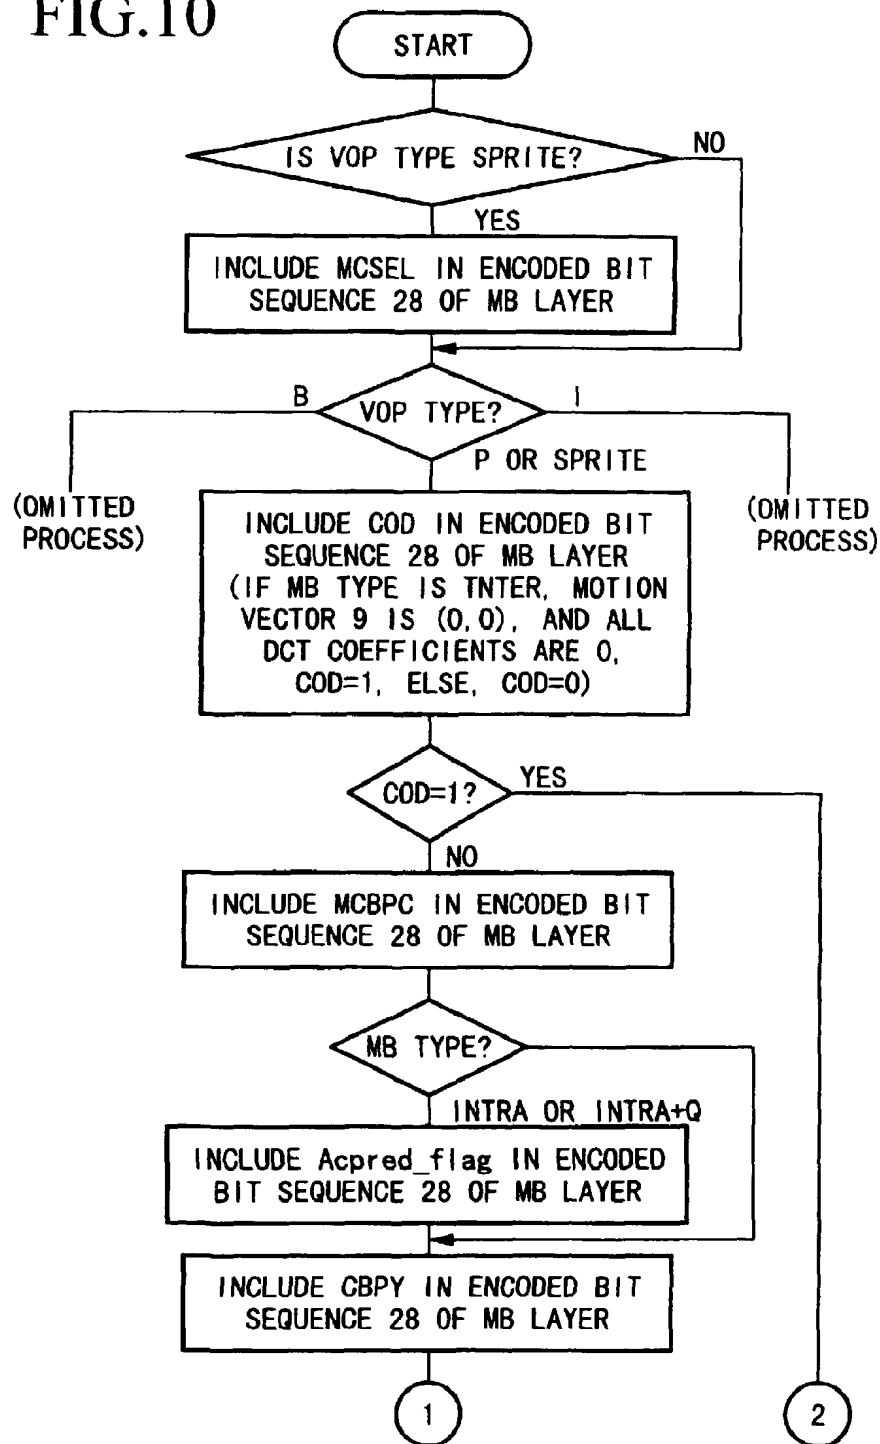 FIG.10
START
IS VOP TYPE SPRITE?
NO
YES
INCLUDE MCSEL IN ENCODED BIT
SEQUENCE 28 OF MB LAYER
B
VOP TYPE?
I
P OR SPRITE
(OMITTED
PROCESS)
(OMITTED
PROCESS)
INCLUDE COD IN ENCODED BIT
SEQUENCE 28 OF MB LAYER
(IF MB TYPE IS TNTER, MOTION
VECTOR 9 IS (0,0), AND ALL
DCT COEFFICIENTS ARE 0,
COD=1, ELSE, COD=0)
COD=1?
YES
NO
INCLUDE MCBPC IN ENCODED BIT
SEQUENCE 28 OF MB LAYER
MB TYPE?
INTRA OR INTRA+Q
INCLUDE Acpred_flag IN ENCODED
BIT SEQUENCE 28 OF MB LAYER
INCLUDE CBPY IN ENCODED BIT
SEQUENCE 28 OF MB LAYER
1
2